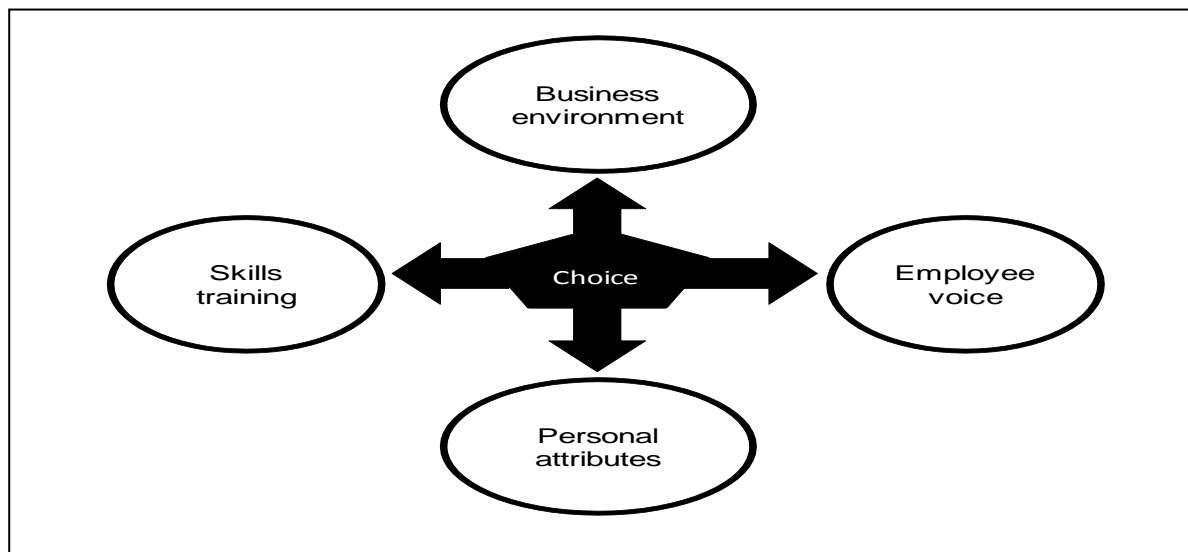 Business
environment
Skills
training
Choice
Employee
voice
Personal
attributes